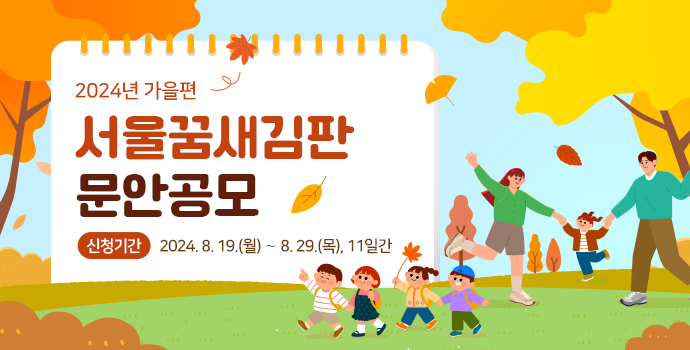 2024년 가을편
서울꿈새김판
문안공모
신청기간 2024. 8. 19.(월) ~ 8. 29.(목), 11일간